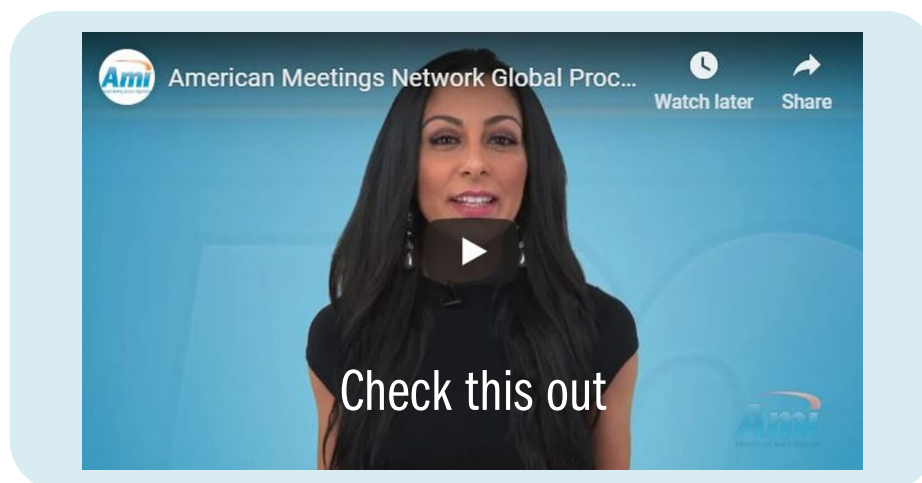 Ami
American Meetings Network Global Proc...
Watch later
Share
Check this out
Ami